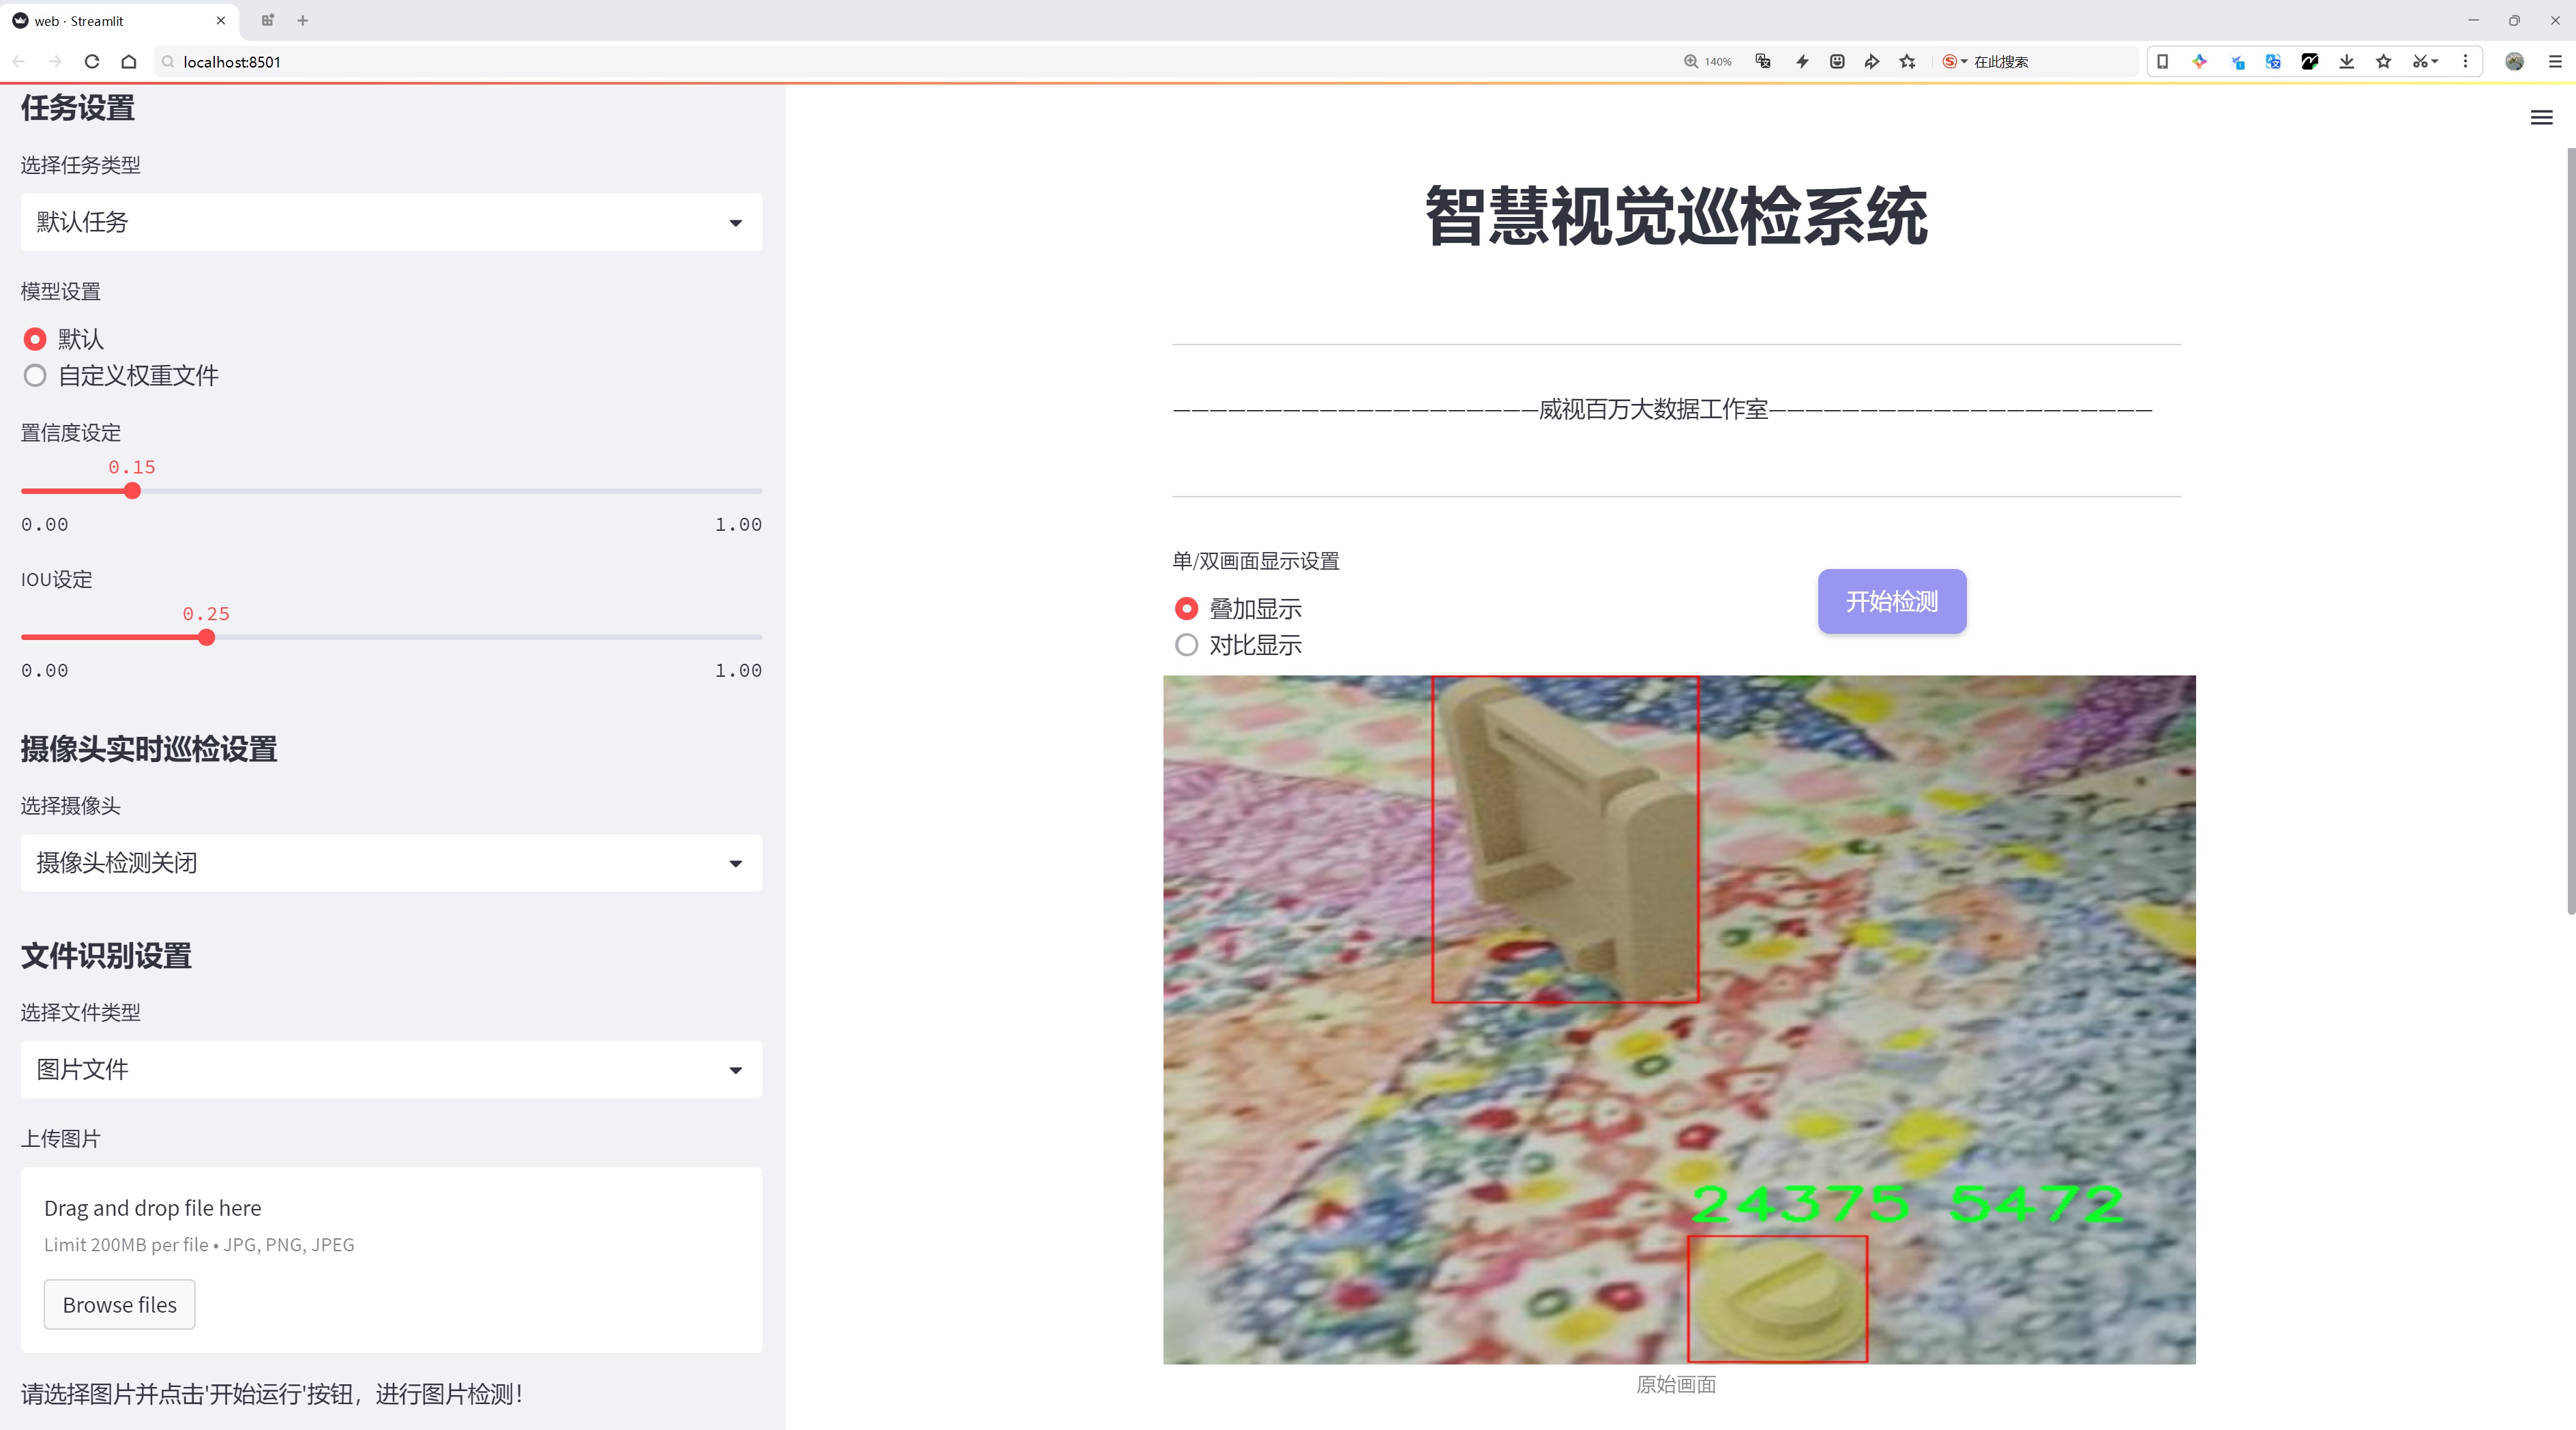 web · Streamlit
localhost:8501
140%
在此搜索
任务设置
选择任务类型
默认任务
模型设置
默认
自定义权重文件
置信度设定
0.15
0.00 1.00
IOU设定
0.25
0.00 1.00
摄像头实时巡检设置
选择摄像头
摄像头检测关闭
文件识别设置
选择文件类型
图片文件
上传图片
Drag and drop file here
Limit 200MB per file • JPG, PNG, JPEG
Browse files
请选择图片并点击'开始运行'按钮，进行图片检测！
智慧视觉巡检系统
—————————————————————威视百万大数据工作室—————————————————————
单/双画面显示设置
叠加显示
对比显示
开始检测
24375 5472
原始画面